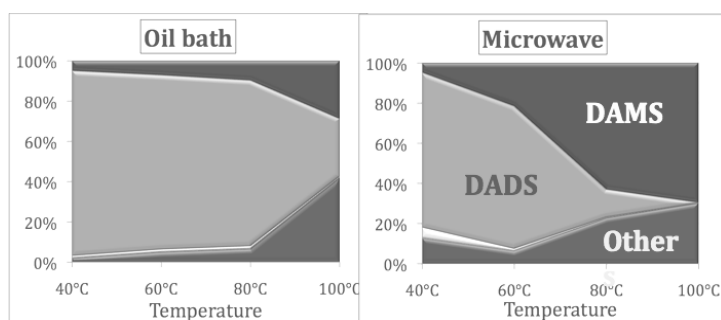 Oil bath
100%
80%
60%
40%
20%
0%
40°C
60°C
80°C
100°C
Temperature
Microwave
100%
80%
60%
40%
20%
0%
DAMS
DADS
Other
s
40°C
60°C
80°C
100°C
Temperature